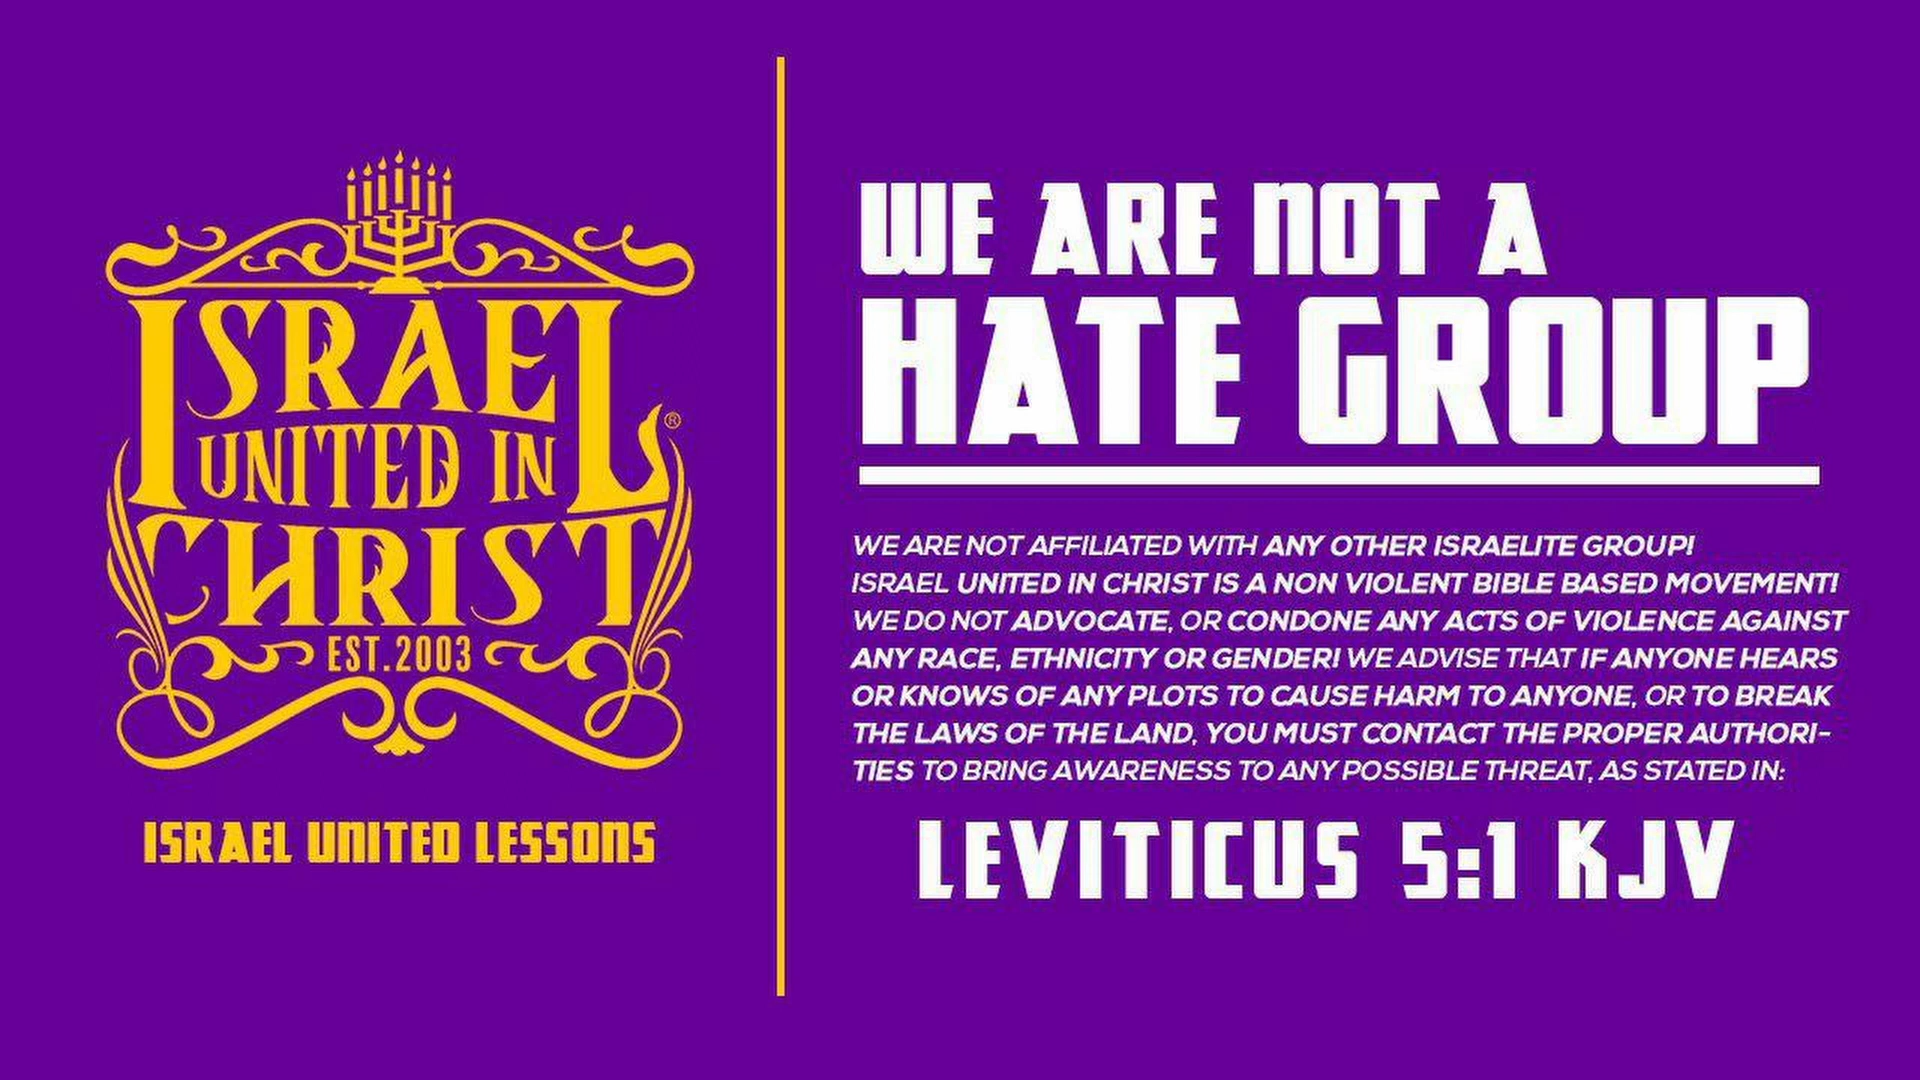 ISRAEL
UNITED IN
CHRIST
®
EST.2003
ISRAEL UNITED LESSONS
WE ARE NOT A
HATE GROUP
WE ARE NOT AFFILIATED WITH ANY OTHER ISRAELITE GROUP!
ISRAEL UNITED IN CHRIST IS A NON VIOLENT BIBLE BASED MOVEMENT!
WE DO NOT ADVOCATE, OR CONDONE ANY ACTS OF VIOLENCE AGAINST
ANY RACE, ETHNICITY OR GENDER! WE ADVISE THAT IF ANYONE HEARS
OR KNOWS OF ANY PLOTS TO CAUSE HARM TO ANYONE, OR TO BREAK
THE LAWS OF THE LAND, YOU MUST CONTACT THE PROPER AUTHORI-
TIES TO BRING AWARENESS TO ANY POSSIBLE THREAT, AS STATED IN:
LEVITICUS 5:1 KJV